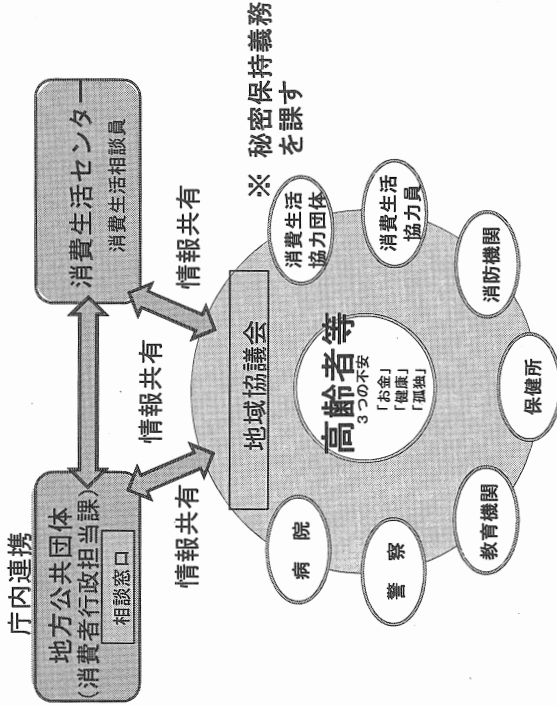 庁内連携
地方公共団体
(消費者行政担当課)
相談窓口
消費生活センター
消費生活相談員
情報共有
情報共有
情報共有
※ 秘密保持義務
を課す
地域協議会
高齢者等
3つの不安
「お金」
「健康」
「孤独」
病 院
警 察
教育機関
保健所
消防機関
消費生活
協力員
消費生活
協力団体